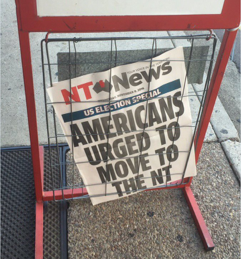 NT News
US ELECTION SPECIAL
AMERICANS
URGED TO
MOVE TO
THE NT